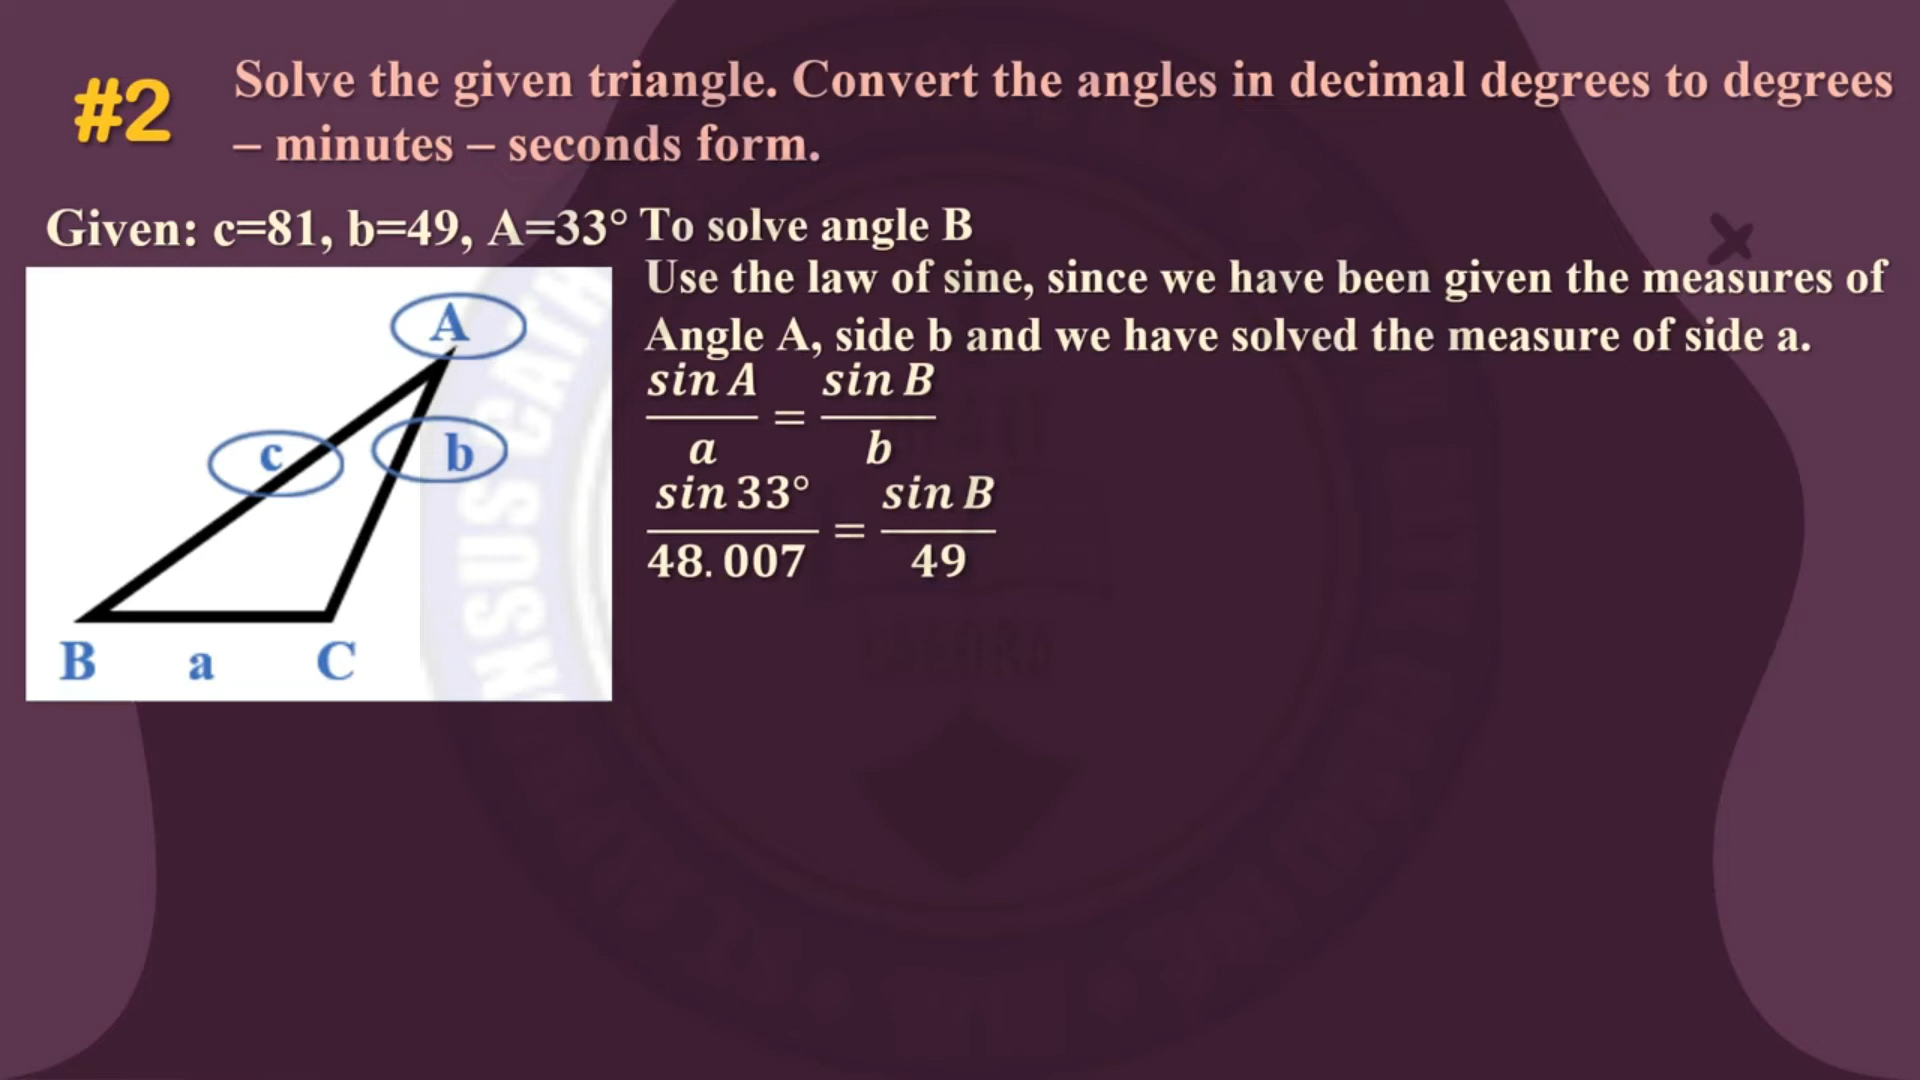 #2
Solve the given triangle. Convert the angles in decimal degrees to degrees
– minutes – seconds form.
Given: c=81, b=49, A=33°
To solve angle B
Use the law of sine, since we have been given the measures of
Angle A, side b and we have solved the measure of side a.
sin A / a = sin B / b
sin 33° / 48.007 = sin B / 49
A
c
b
B a C